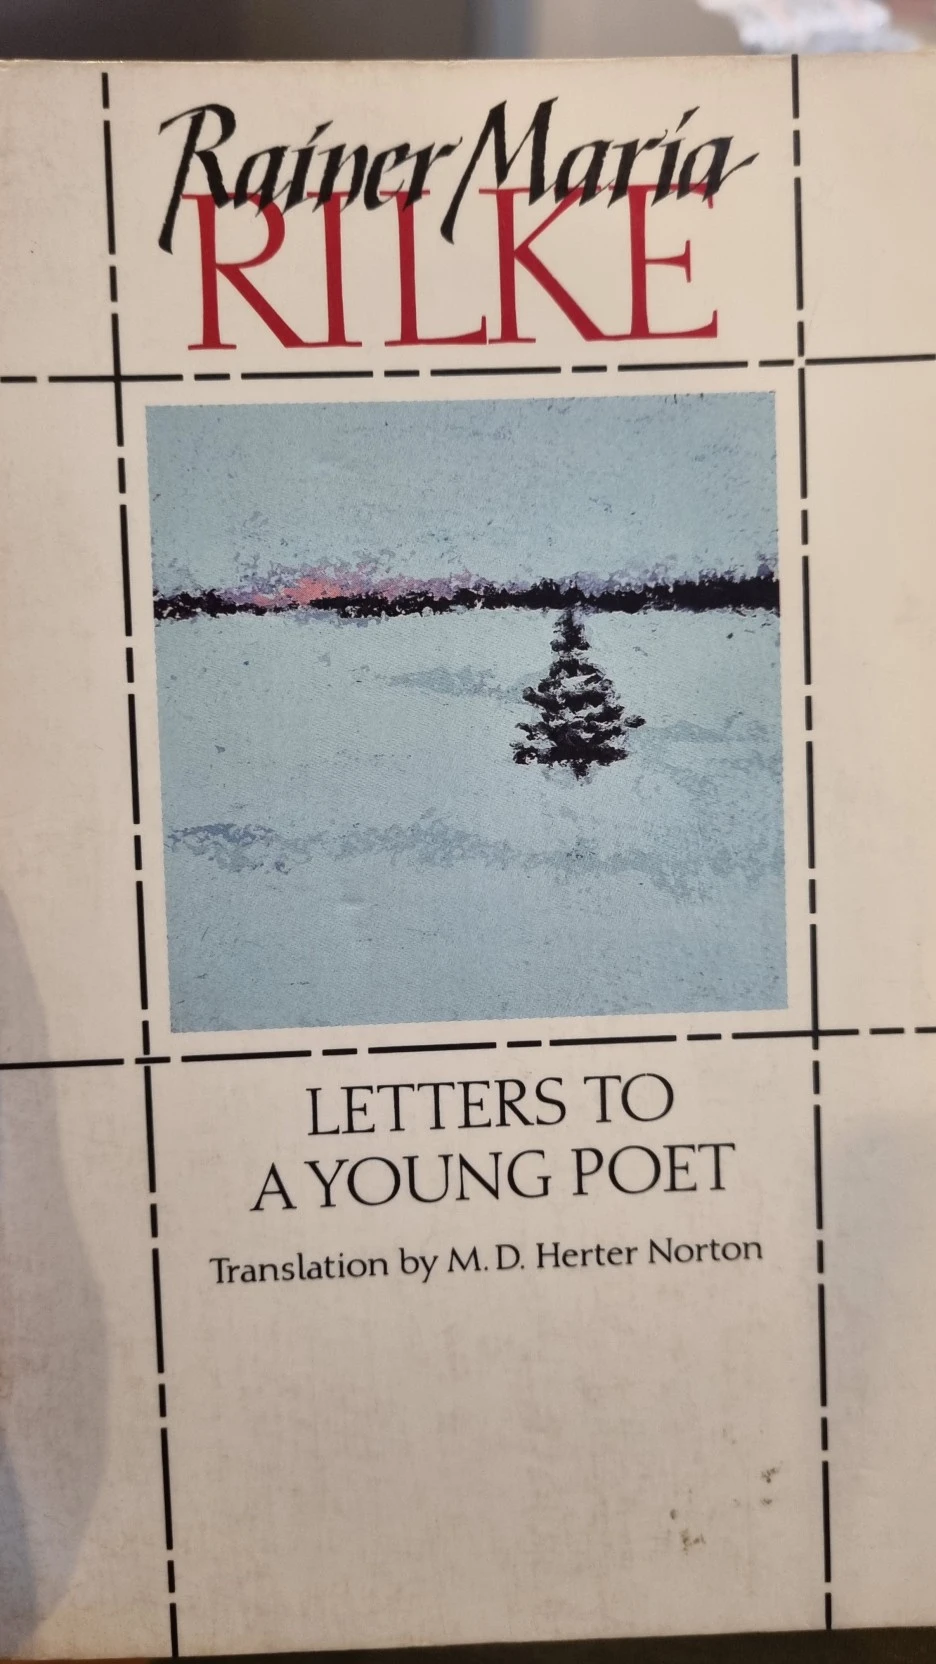 Rainer Maria
RILKE
LETTERS TO
A YOUNG POET
Translation by M. D. Herter Norton